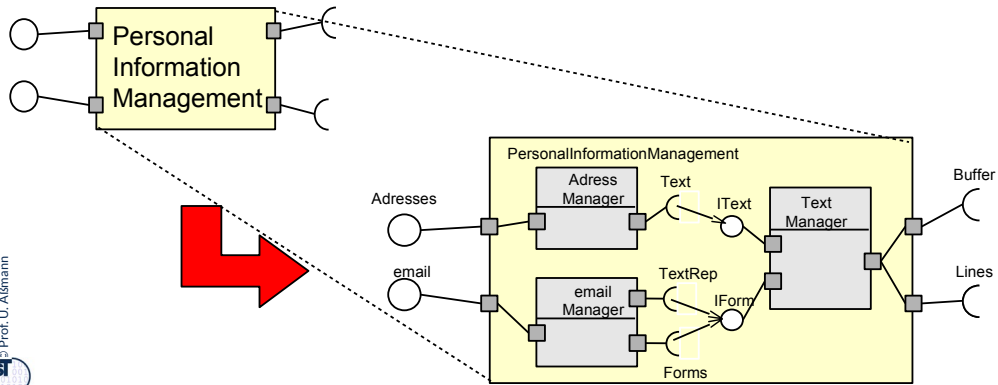 Personal
Information
Management
PersonalInformationManagement
Adresses
Adress
Manager
Text
IText
Text
Manager
Buffer
email
email
Manager
TextRep
IForm
Forms
Lines
© Prof. U. Aßmann
ST